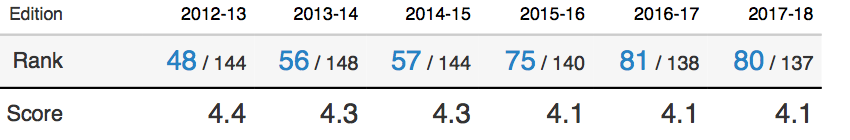 Edition 2012-13 2013-14 2014-15 2015-16 2016-17 2017-18
Rank 48 / 144 56 / 148 57 / 144 75 / 140 81 / 138 80 / 137
Score 4.4 4.3 4.3 4.1 4.1 4.1